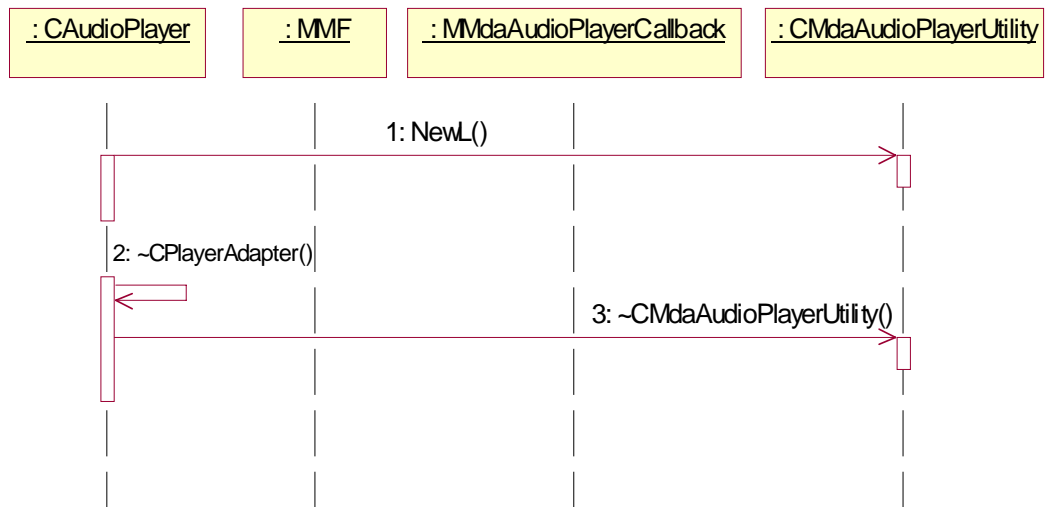 : CAudioPlayer
: MMF
: MMdaAudioPlayerCallback
: CMdaAudioPlayerUtility
1: NewL()
2: ~CPlayerAdapter()
3: ~CMdaAudioPlayerUtility()